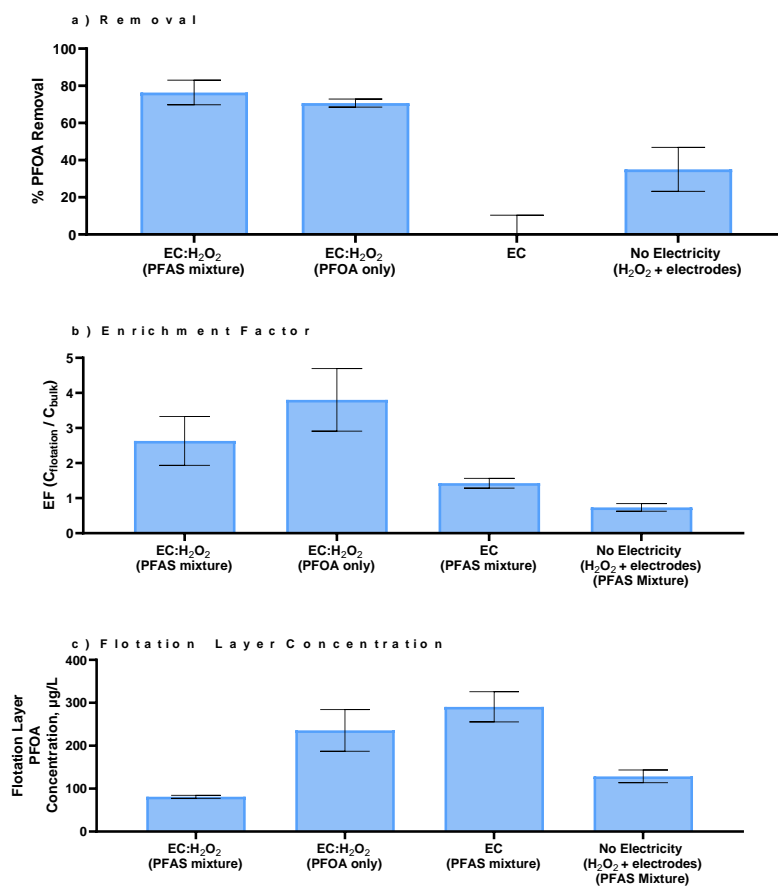 a) Removal
100
80
60
40
20
0
% PFOA Removal
EC:H₂O₂
(PFAS mixture)
EC:H₂O₂
(PFOA only)
EC
No Electricity
(H₂O₂ + electrodes)
b) Enrichment Factor
5
4
3
2
1
0
EF (C_flotation / C_bulk)
EC:H₂O₂
(PFAS mixture)
EC:H₂O₂
(PFOA only)
EC
(PFAS mixture)
No Electricity
(H₂O₂ + electrodes)
(PFAS Mixture)
c) Flotation Layer Concentration
400
300
200
100
0
Flotation Layer
PFOA
Concentration, µg/L
EC:H₂O₂
(PFAS mixture)
EC:H₂O₂
(PFOA only)
EC
(PFAS mixture)
No Electricity
(H₂O₂ + electrodes)
(PFAS Mixture)